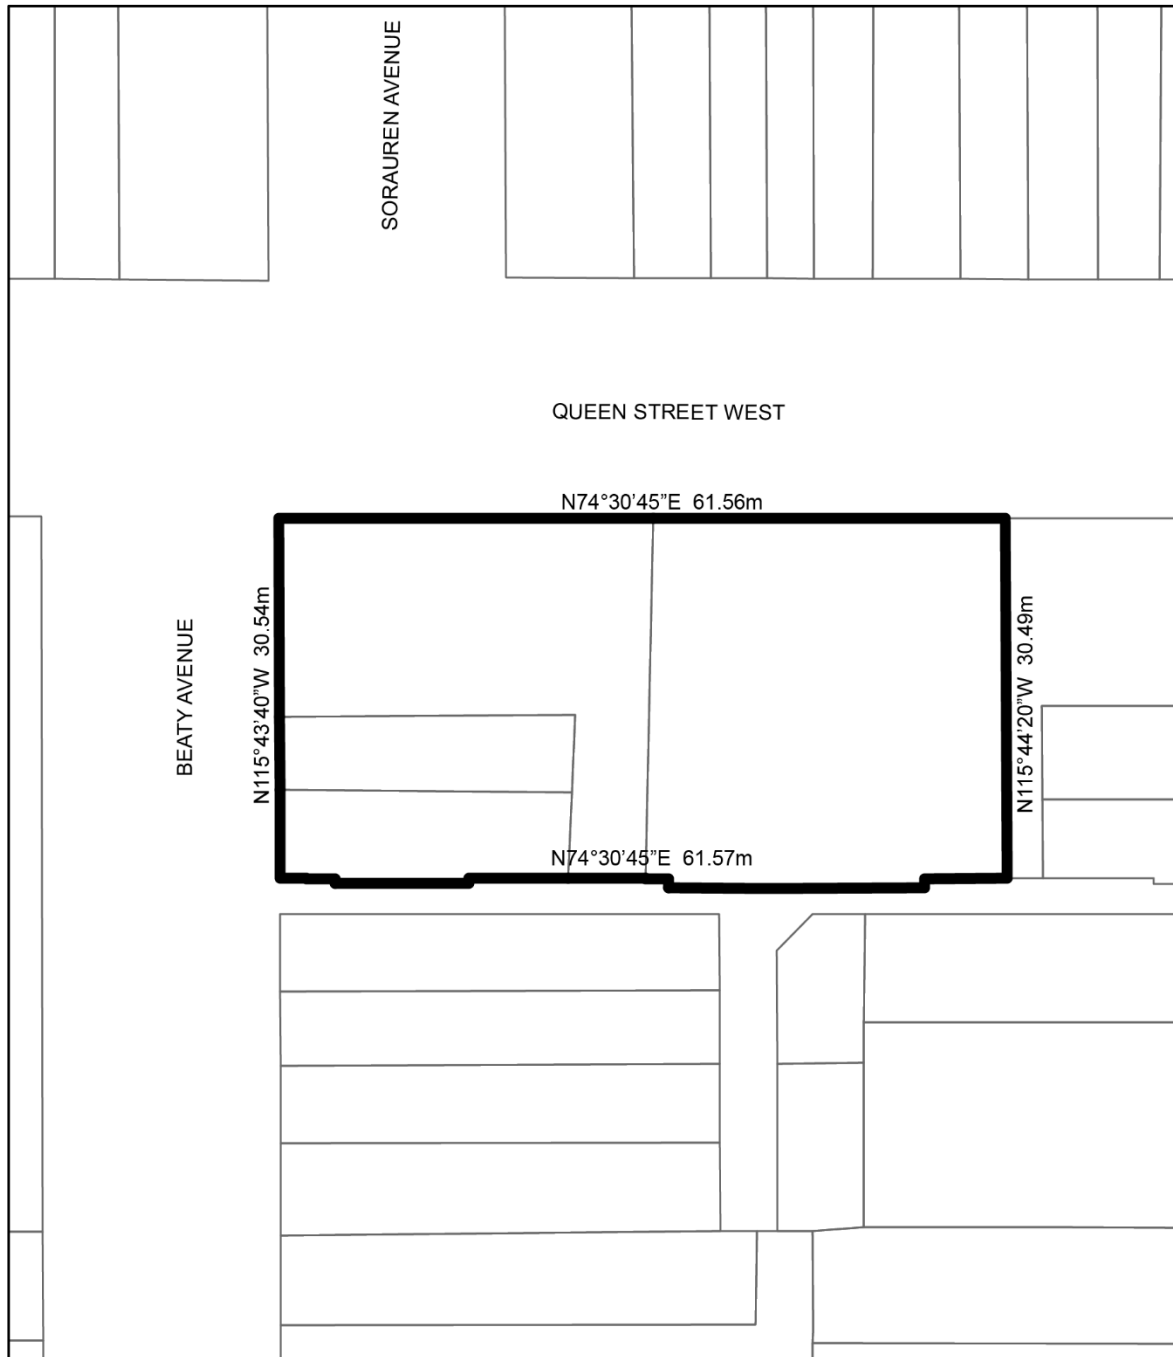 SORAUREN AVENUE
QUEEN STREET WEST
N74°30’45”E 61.56m
BEATY AVENUE
N115°43’40”W 30.54m
N115°44’20”W 30.49m
N74°30’45”E 61.57m